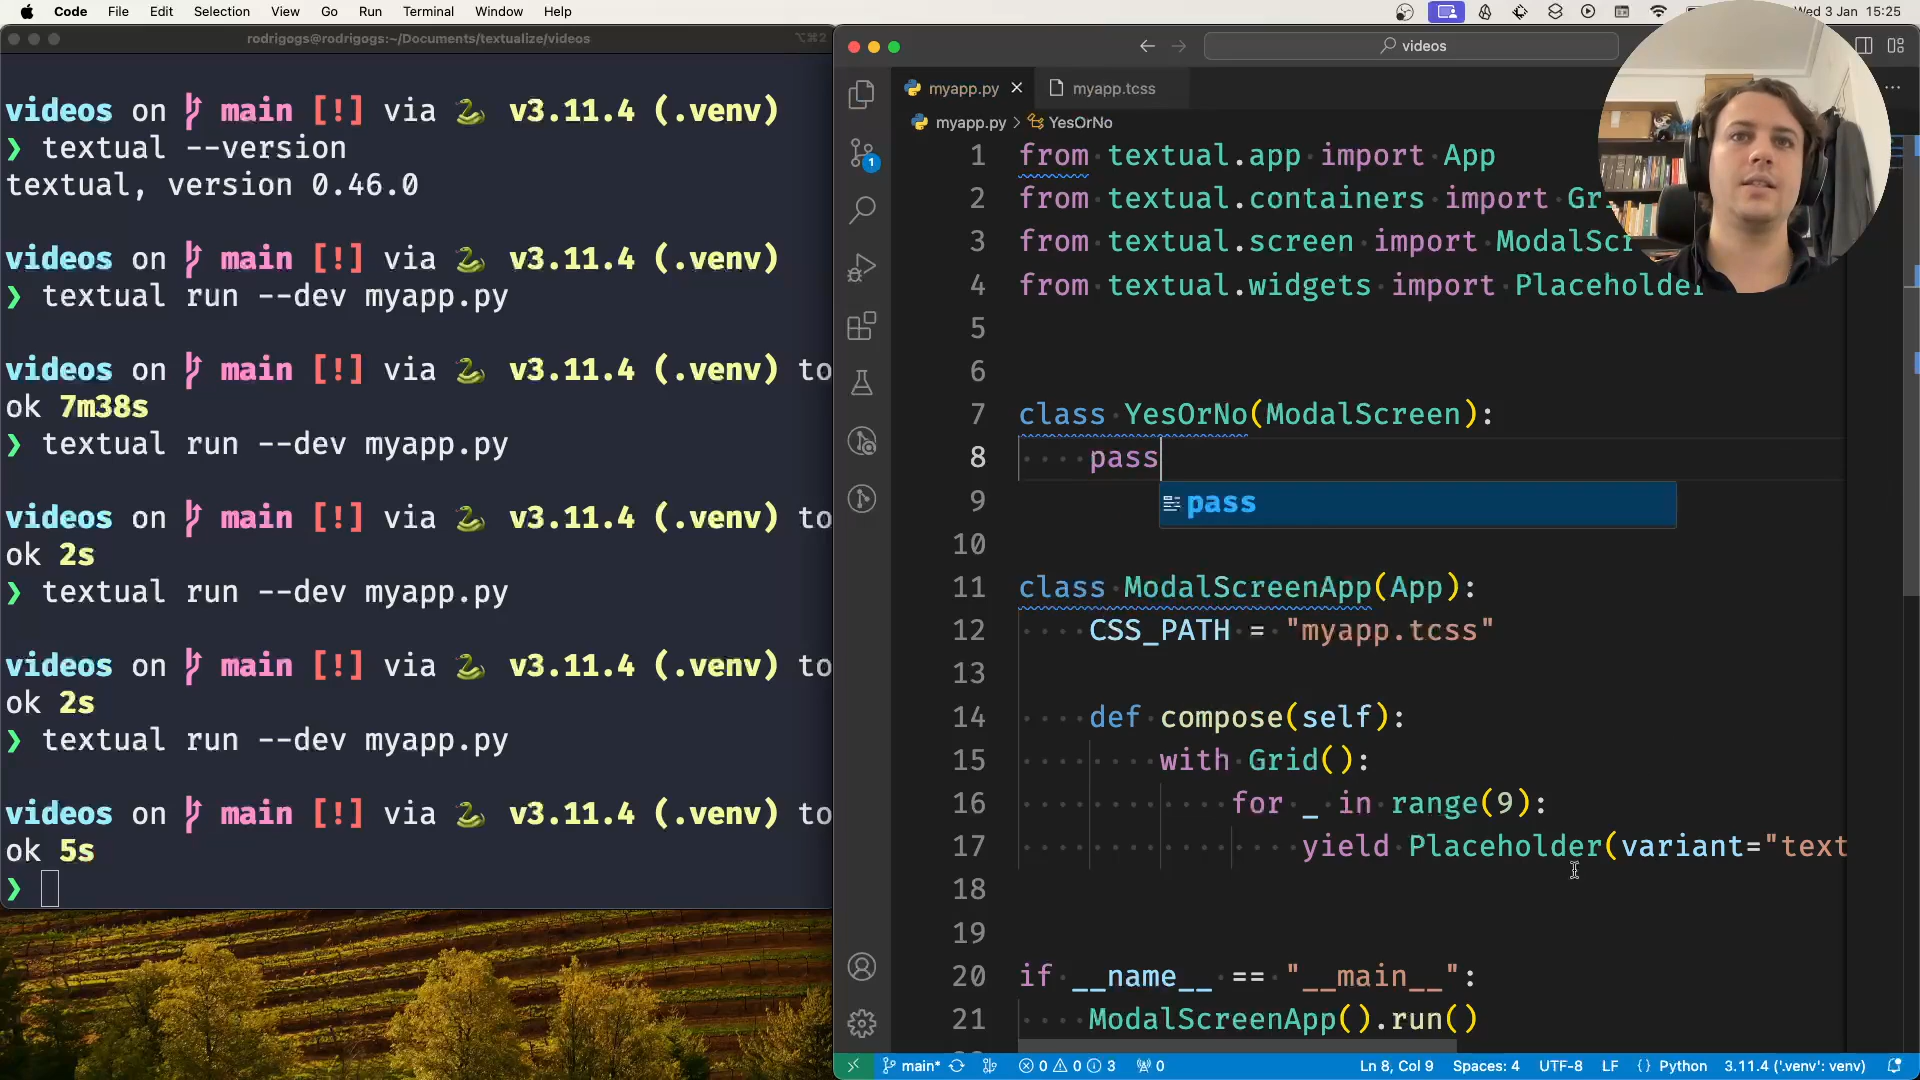 Code File Edit Selection View Go Run Terminal Window Help
Wed 3 Jan 15:25
rodrigogs@rodrigogs:~/Documents/textualize/videos
⌥⌘2
videos on main [!] via 🐍 v3.11.4 (.venv)
❯ textual --version
textual, version 0.46.0
videos on main [!] via 🐍 v3.11.4 (.venv)
❯ textual run --dev myapp.py
videos on main [!] via 🐍 v3.11.4 (.venv) to
ok 7m38s
❯ textual run --dev myapp.py
videos on main [!] via 🐍 v3.11.4 (.venv) to
ok 2s
❯ textual run --dev myapp.py
videos on main [!] via 🐍 v3.11.4 (.venv) to
ok 2s
❯ textual run --dev myapp.py
videos on main [!] via 🐍 v3.11.4 (.venv) to
ok 5s
❯
videos
myapp.py myapp.tcss
myapp.py > YesOrNo
1
1 from textual.app import App
2 from textual.containers import Gri
3 from textual.screen import ModalScr
4 from textual.widgets import Placeholder
5
6
7 class YesOrNo(ModalScreen):
8 pass
pass
9
10
11 class ModalScreenApp(App):
12 CSS_PATH = "myapp.tcss"
13
14 def compose(self):
15 with Grid():
16 for _ in range(9):
17 yield Placeholder(variant="text
18
19
20 if __name__ == "__main__":
21 ModalScreenApp().run()
main* 0 0 3 0 Ln 8, Col 9 Spaces: 4 UTF-8 LF { } Python 3.11.4 ('.venv': venv)